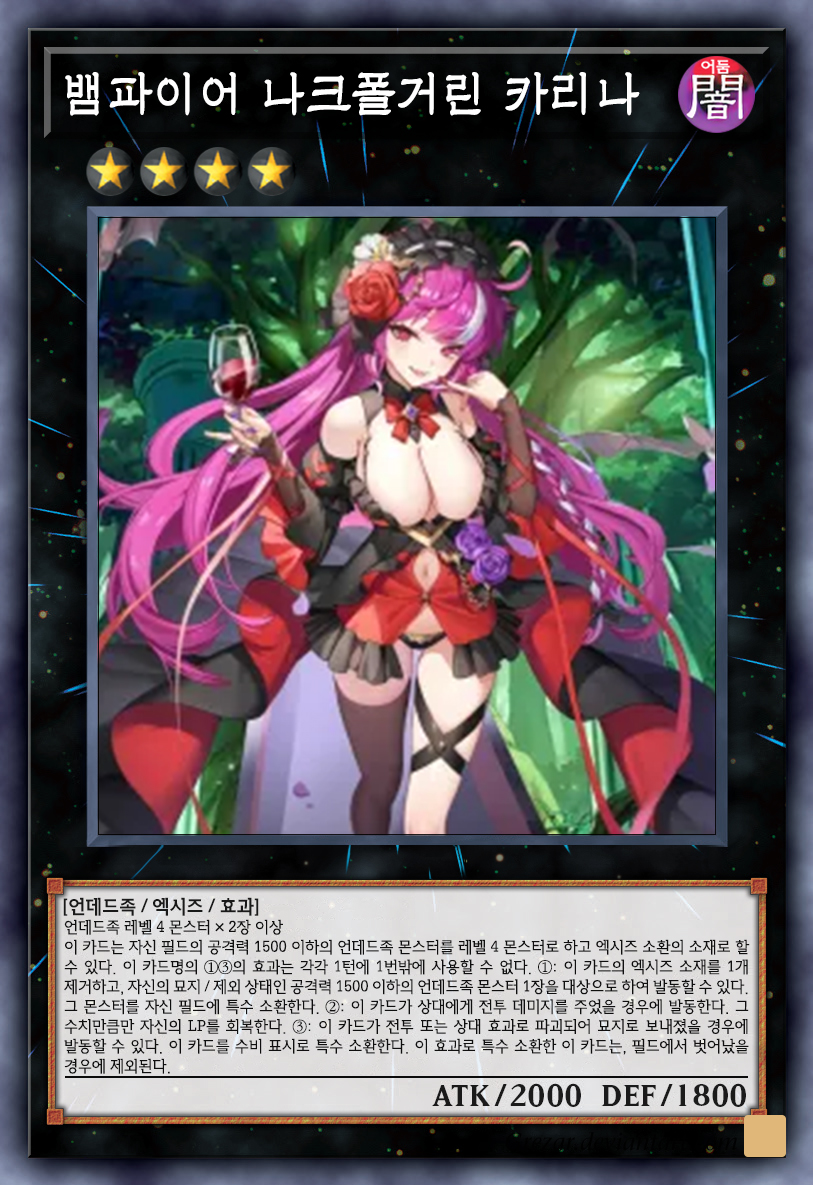 뱀파이어 나크폴거린 카리나
어둠
闇
[언데드족 / 엑시즈 / 효과]
언데드족 레벨 4 몬스터 × 2장 이상
이 카드는 자신 필드의 공격력 1500 이하의 언데드족 몬스터를 레벨 4 몬스터로 하고 엑시즈 소환의 소재로 할
수 있다. 이 카드명의 ①③의 효과는 각각 1턴에 1번밖에 사용할 수 없다. ①: 이 카드의 엑시즈 소재를 1개
제거하고, 자신의 묘지 / 제외 상태인 공격력 1500 이하의 언데드족 몬스터 1장을 대상으로 하여 발동할 수 있다.
그 몬스터를 자신 필드에 특수 소환한다. ②: 이 카드가 상대에게 전투 데미지를 주었을 경우에 발동한다. 그
수치만큼만 자신의 LP를 회복한다. ③: 이 카드가 전투 또는 상대 효과로 파괴되어 묘지로 보내졌을 경우에
발동할 수 있다. 이 카드를 수비 표시로 특수 소환한다. 이 효과로 특수 소환한 이 카드는, 필드에서 벗어났을
경우에 제외된다.
ATK/2000 DEF/1800